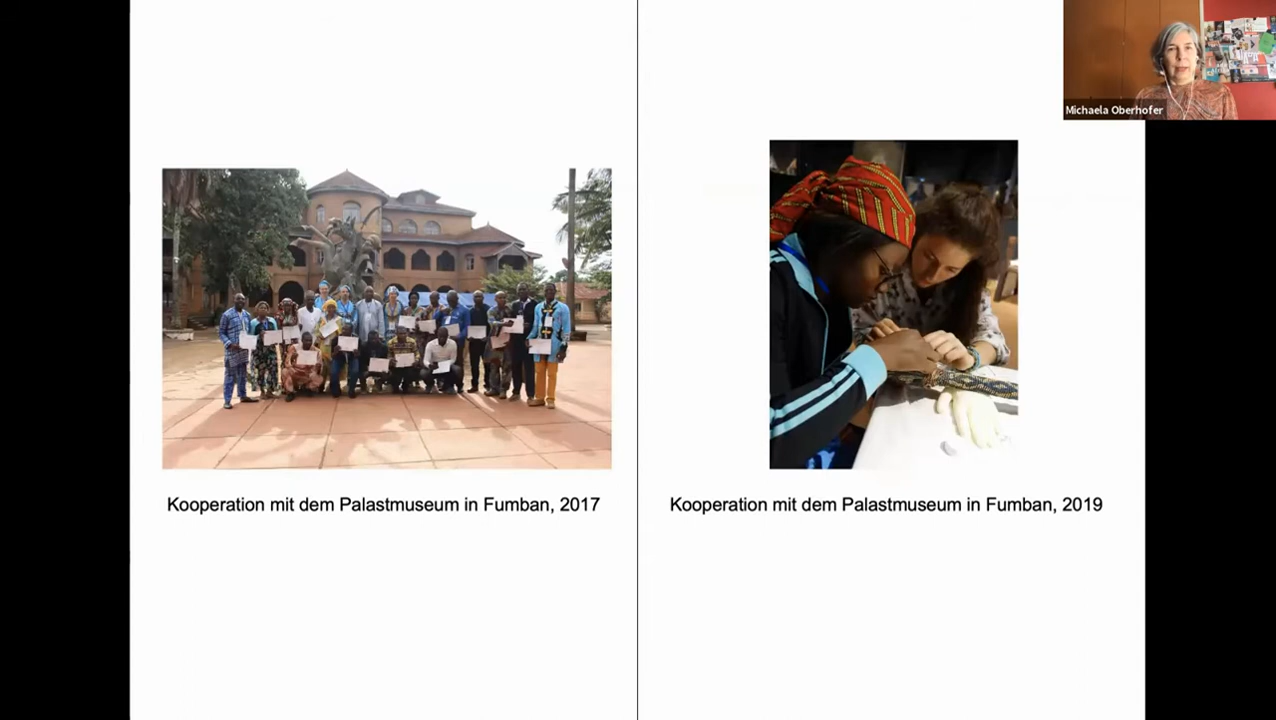 Michaela Oberhofer
Kooperation mit dem Palastmuseum in Fumban, 2017
Kooperation mit dem Palastmuseum in Fumban, 2019